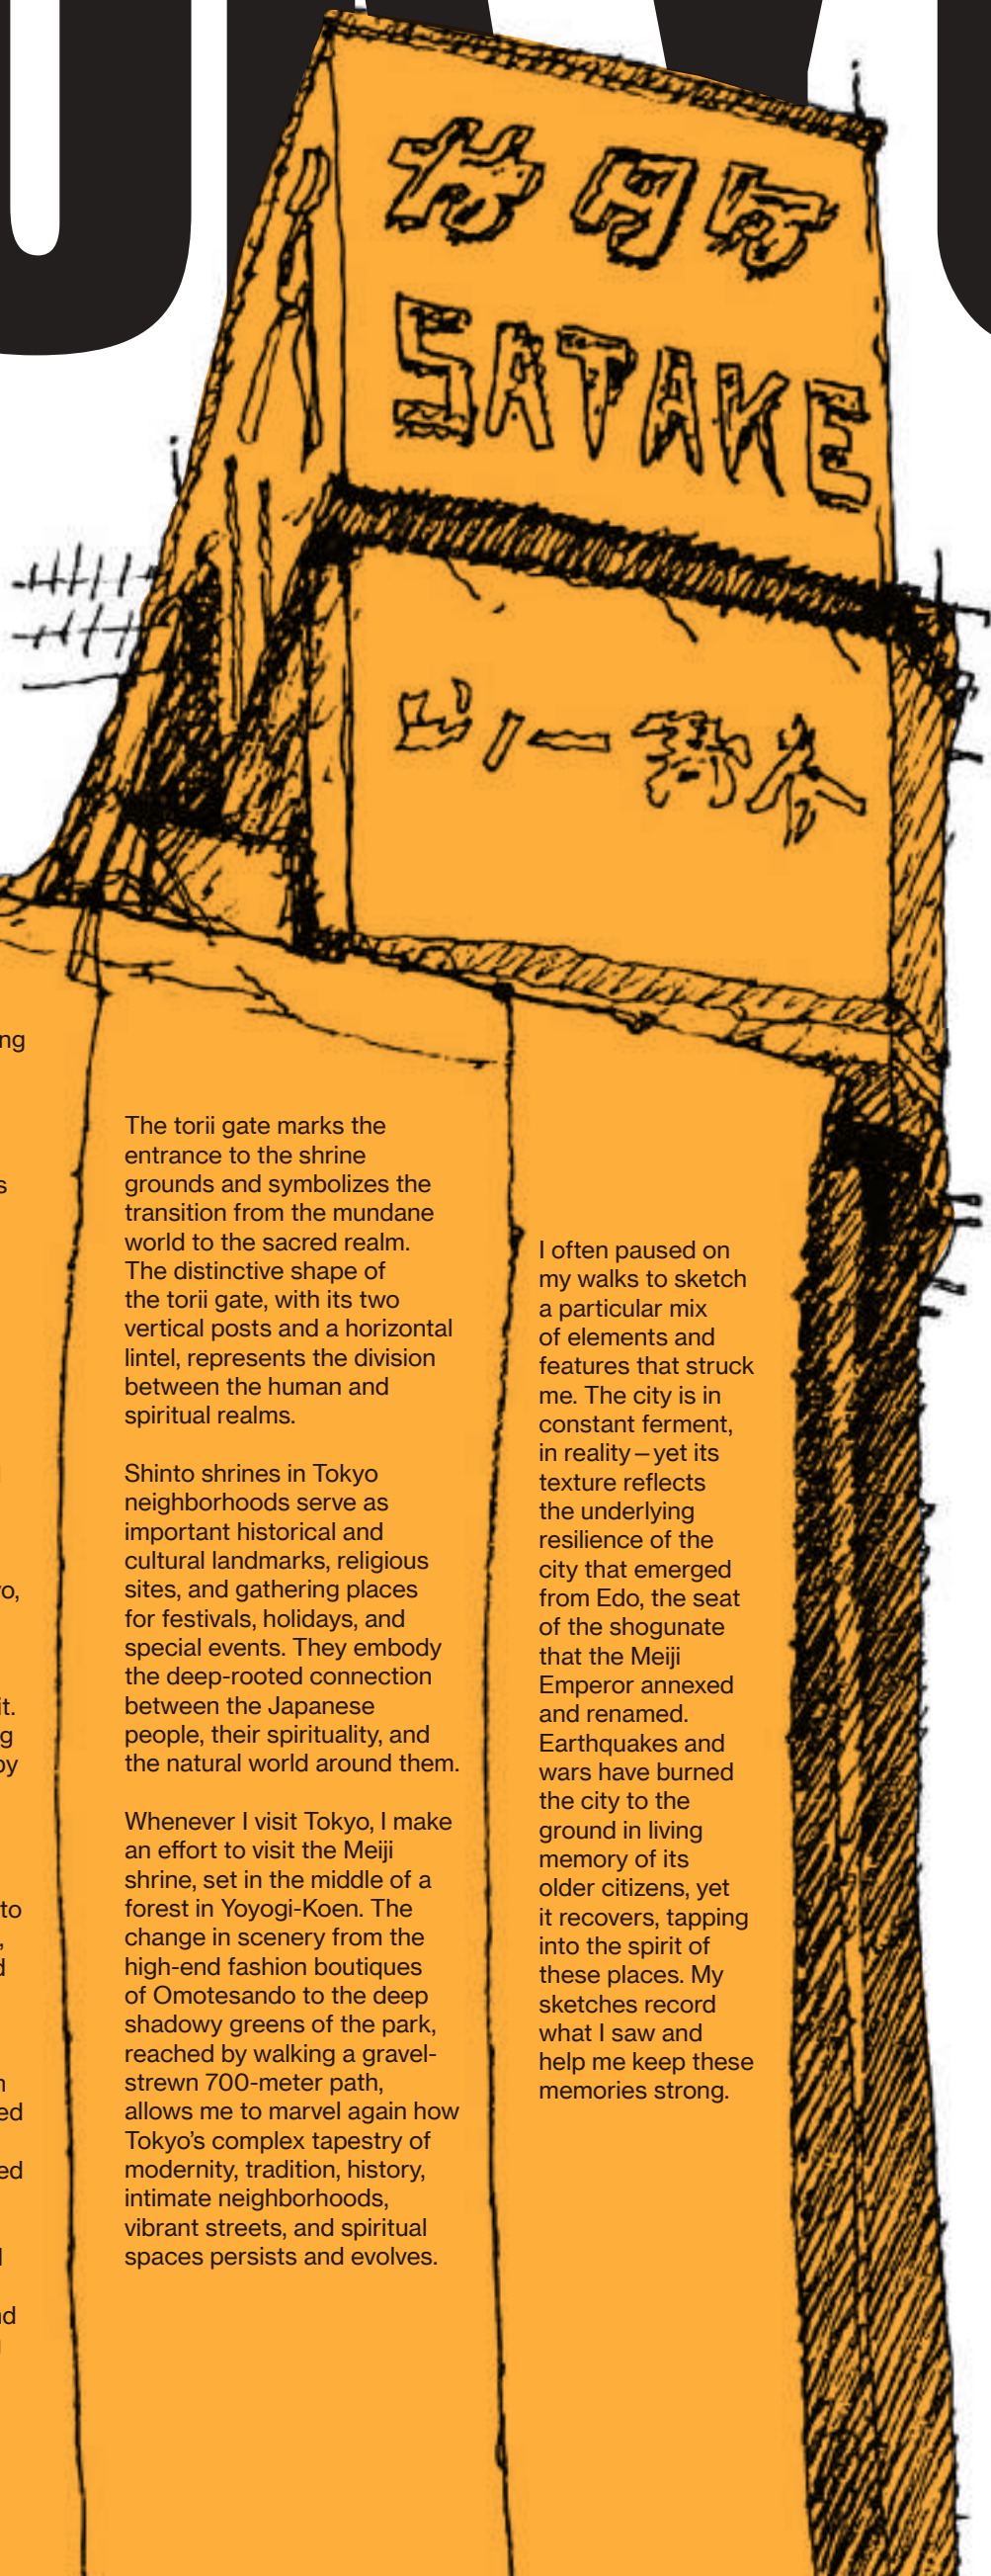 SATAKE
ng
s
The torii gate marks the
entrance to the shrine
grounds and symbolizes the
transition from the mundane
world to the sacred realm.
The distinctive shape of
the torii gate, with its two
vertical posts and a horizontal
lintel, represents the division
between the human and
spiritual realms.
Shinto shrines in Tokyo
neighborhoods serve as
important historical and
cultural landmarks, religious
sites, and gathering places
for festivals, holidays, and
special events. They embody
the deep-rooted connection
between the Japanese
people, their spirituality, and
the natural world around them.
Whenever I visit Tokyo, I make
an effort to visit the Meiji
shrine, set in the middle of a
forest in Yoyogi-Koen. The
change in scenery from the
high-end fashion boutiques
of Omotesando to the deep
shadowy greens of the park,
reached by walking a gravel-
strewn 700-meter path,
allows me to marvel again how
Tokyo’s complex tapestry of
modernity, tradition, history,
intimate neighborhoods,
vibrant streets, and spiritual
spaces persists and evolves.
I often paused on
my walks to sketch
a particular mix
of elements and
features that struck
me. The city is in
constant ferment,
in reality – yet its
texture reflects
the underlying
resilience of the
city that emerged
from Edo, the seat
of the shogunate
that the Meiji
Emperor annexed
and renamed.
Earthquakes and
wars have burned
the city to the
ground in living
memory of its
older citizens, yet
it recovers, tapping
into the spirit of
these places. My
sketches record
what I saw and
help me keep these
memories strong.